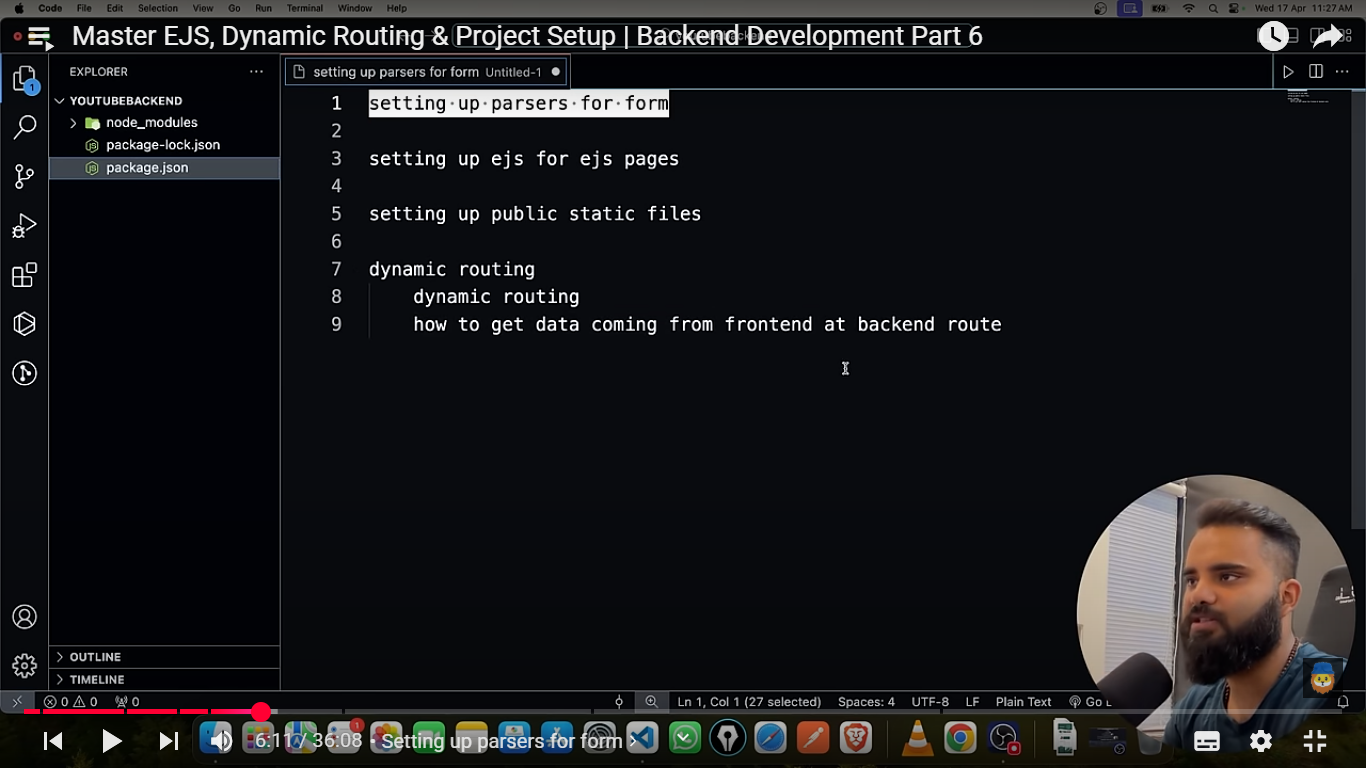 Code File Edit Selection View Go Run Terminal Window Help Wed 17 Apr 11:27 AM
Master EJS, Dynamic Routing & Project Setup | Backend Development Part 6
EXPLORER
setting up parsers for form Untitled-1
YOUTUBEBACKEND
node_modules
package-lock.json
package.json
1 setting up parsers for form
2
3 setting up ejs for ejs pages
4
5 setting up public static files
6
7 dynamic routing
8 dynamic routing
9 how to get data coming from frontend at backend route
1
OUTLINE
TIMELINE
0 0 0 Ln 1, Col 1 (27 selected) Spaces: 4 UTF-8 LF Plain Text Go L
1
6:11 / 36:08 • Setting up parsers for form >